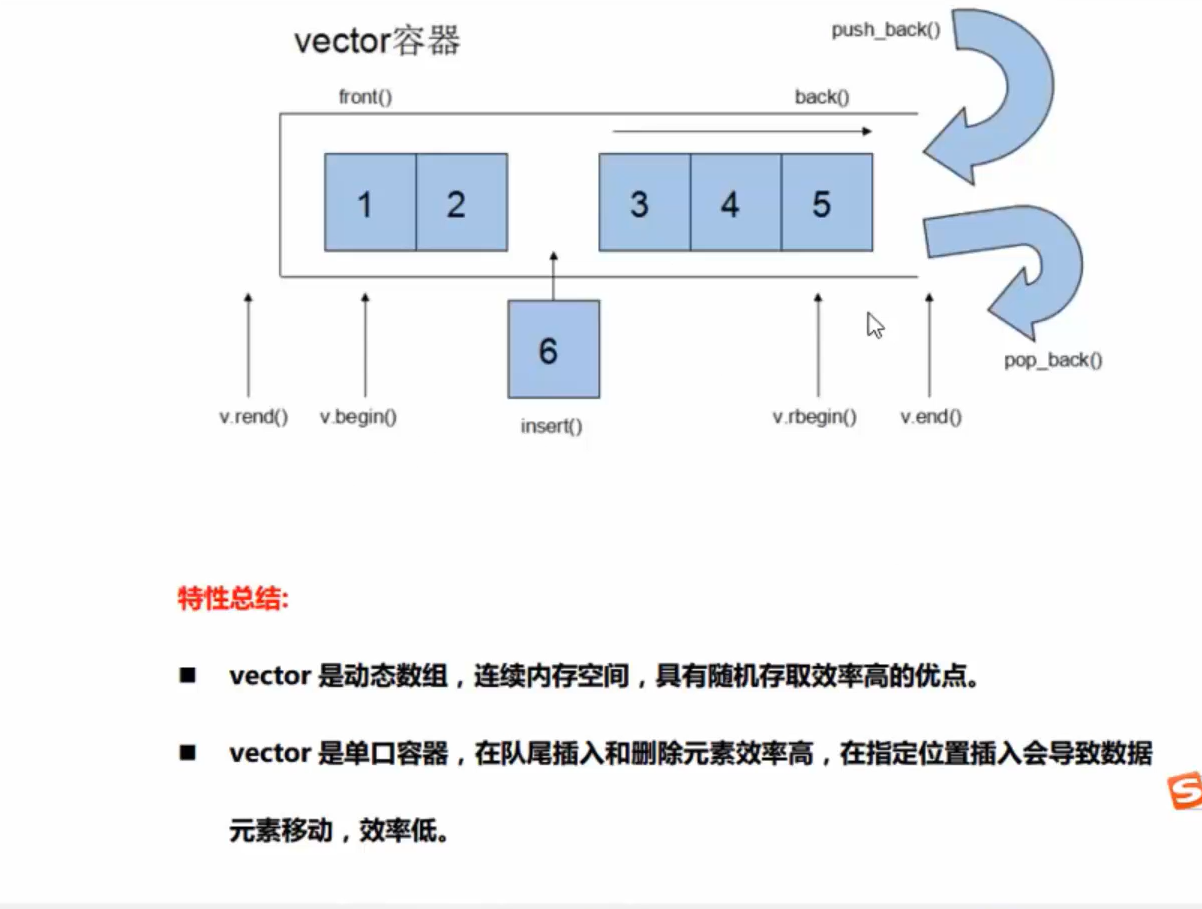 vector容器
push_back()
front()
back()
1 2 3 4 5
6
pop_back()
v.rend() v.begin() insert() v.rbegin() v.end()
特性总结:
■ vector 是动态数组，连续内存空间，具有随机存取效率高的优点。
■ vector 是单口容器，在队尾插入和删除元素效率高，在指定位置插入会导致数据
元素移动，效率低。
S